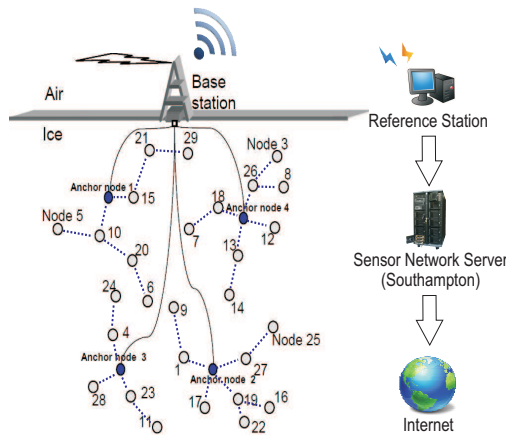 Air
Base
station
Ice
21
29
Node 3
26
8
Anchor node 1
15
18
Anchor node 4
Node 5
10
7
12
13
20
24
6
14
9
4
Node 25
Anchor node 3
1
27
Anchor node 2
28
23
17
19
16
11
22
Reference Station
Sensor Network Server
(Southampton)
Internet